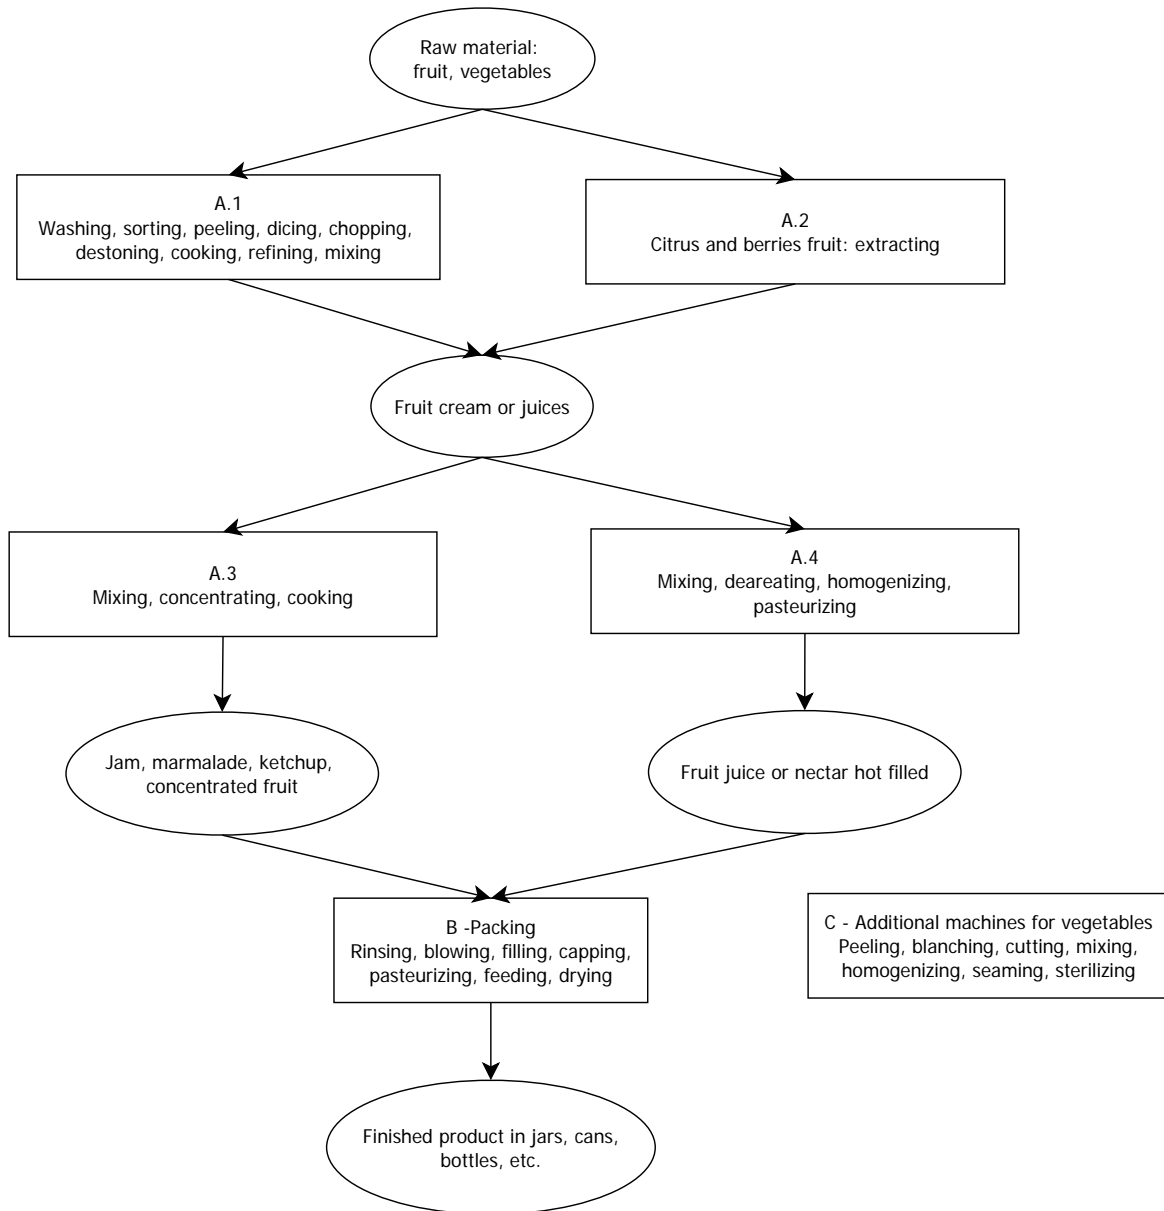 Raw material:
fruit, vegetables
A.1
Washing, sorting, peeling, dicing, chopping,
destoning, cooking, refining, mixing
A.2
Citrus and berries fruit: extracting
Fruit cream or juices
A.3
Mixing, concentrating, cooking
A.4
Mixing, deareating, homogenizing,
pasteurizing
Jam, marmalade, ketchup,
concentrated fruit
Fruit juice or nectar hot filled
B -Packing
Rinsing, blowing, filling, capping,
pasteurizing, feeding, drying
C - Additional machines for vegetables
Peeling, blanching, cutting, mixing,
homogenizing, seaming, sterilizing
Finished product in jars, cans,
bottles, etc.